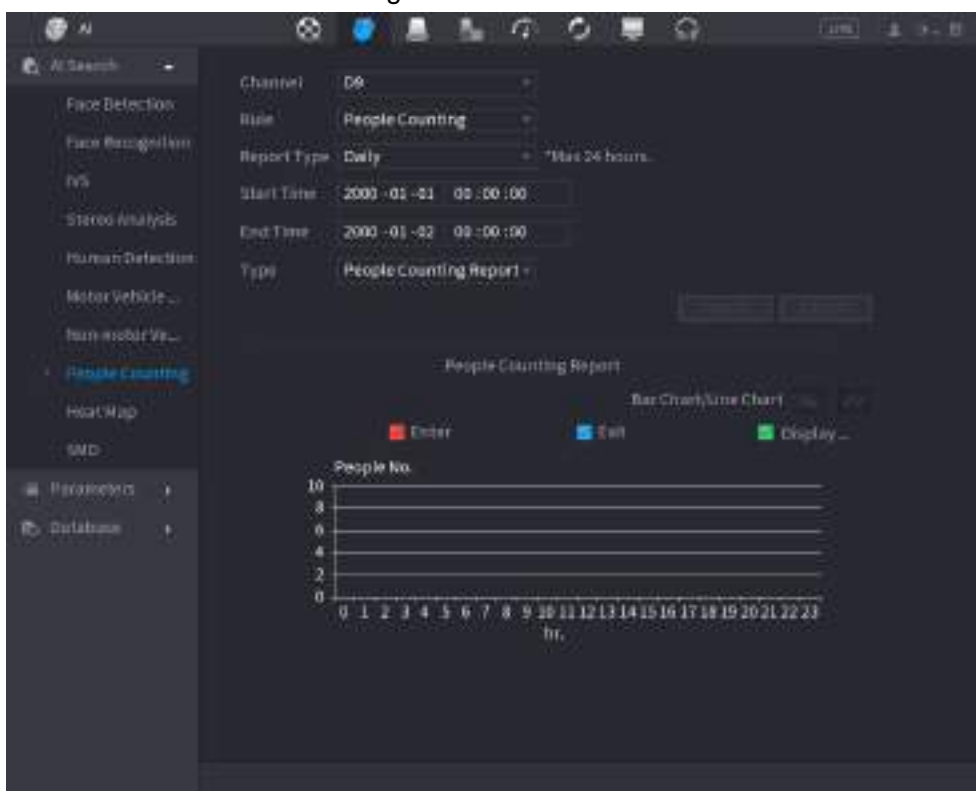 AI
LIVE
AI Search
Face Detection
Face Recognition
IVS
Stereo Analysis
Human Detection
Motor Vehicle ...
Non-motor Ve...
People Counting
Heat Map
SMD
Parameters
Database
Channel D9
Rule People Counting
Report Type Daily *Max 24 hours.
Start Time 2000 -01 -01 00 :00 :00
End Time 2000 -01 -02 00 :00 :00
Type People Counting Report
People Counting Report
Bar Chart/Line Chart
Enter Exit Display ...
People No.
10
8
6
4
2
0
0 1 2 3 4 5 6 7 8 9 10 11 12 13 14 15 16 17 18 19 20 21 22 23
hr.